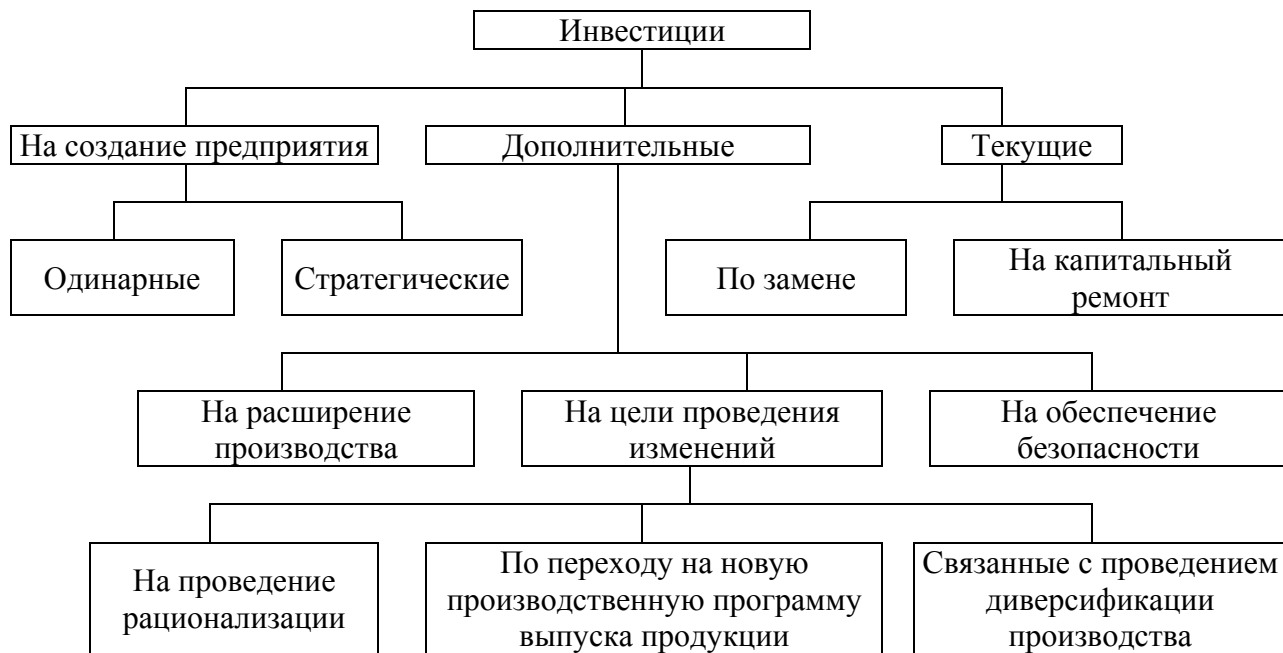 Инвестиции
На создание предприятия
Дополнительные
Текущие
Одинарные
Стратегические
По замене
На капитальный
ремонт
На расширение
производства
На цели проведения
изменений
На обеспечение
безопасности
На проведение
рационализации
По переходу на новую
производственную программу
выпуска продукции
Связанные с проведением
диверсификации
производства